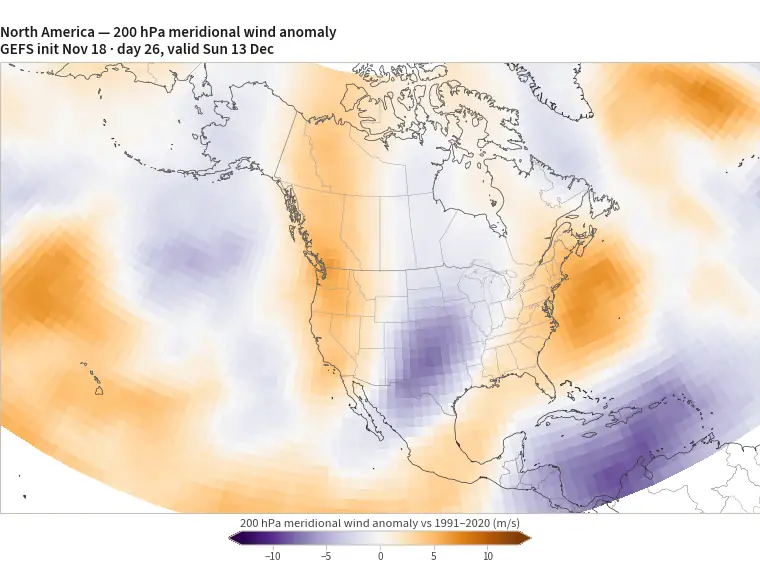 North America — 200 hPa meridional wind anomaly
GEFS init Nov 18 · day 26, valid Sun 13 Dec
200 hPa meridional wind anomaly vs 1991–2020 (m/s)
−10 −5 0 5 10